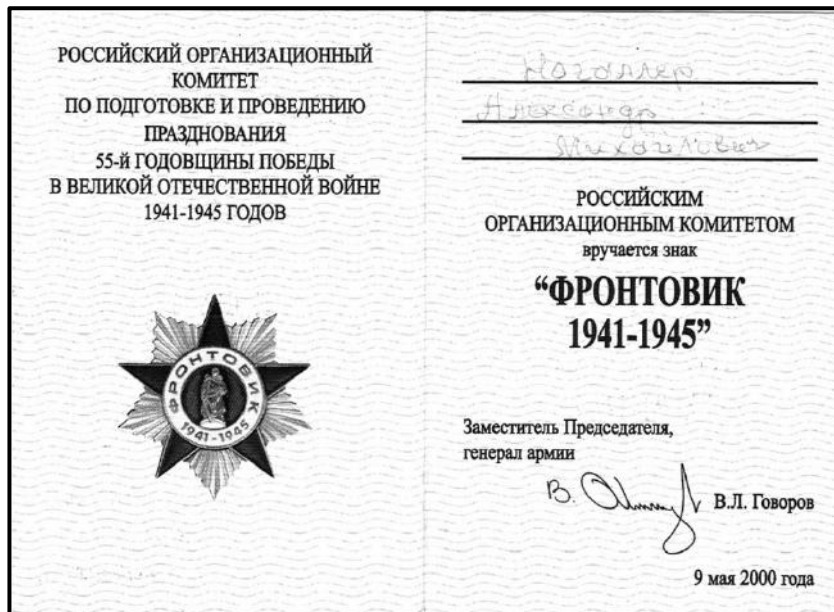 РОССИЙСКИЙ ОРГАНИЗАЦИОННЫЙ
КОМИТЕТ
ПО ПОДГОТОВКЕ И ПРОВЕДЕНИЮ
ПРАЗДНОВАНИЯ
55-й ГОДОВЩИНЫ ПОБЕДЫ
В ВЕЛИКОЙ ОТЕЧЕСТВЕННОЙ ВОЙНЕ
1941-1945 ГОДОВ
ФРОНТОВИК
1941-1945
Ногаллер
Александр
Михайлович
РОССИЙСКИМ
ОРГАНИЗАЦИОННЫМ КОМИТЕТОМ
вручается знак
“ФРОНТОВИК
1941-1945”
Заместитель Председателя,
генерал армии
В.Л. Говоров
9 мая 2000 года